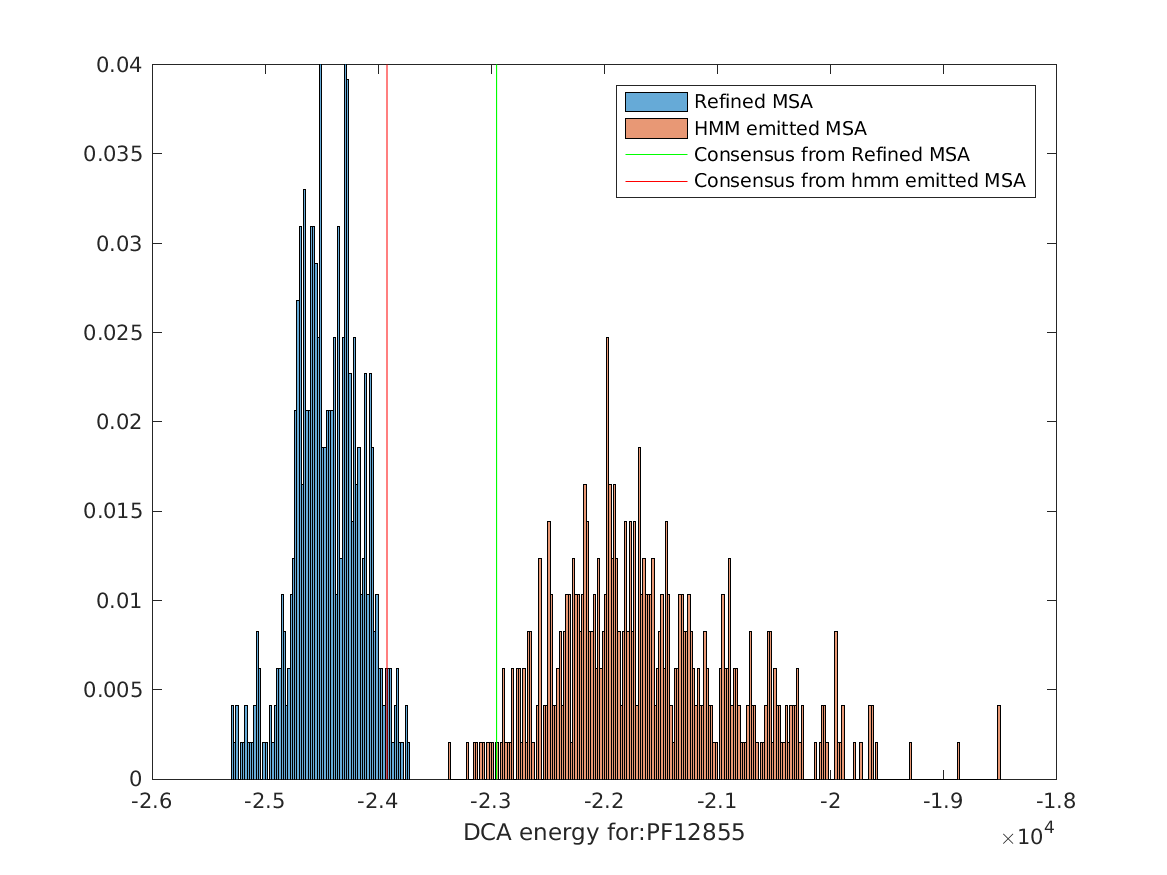 0.04
0.035
0.03
0.025
0.02
0.015
0.01
0.005
0
-2.6 -2.5 -2.4 -2.3 -2.2 -2.1 -2 -1.9 -1.8
×10^4
DCA energy for:PF12855
Refined MSA
HMM emitted MSA
Consensus from Refined MSA
Consensus from hmm emitted MSA